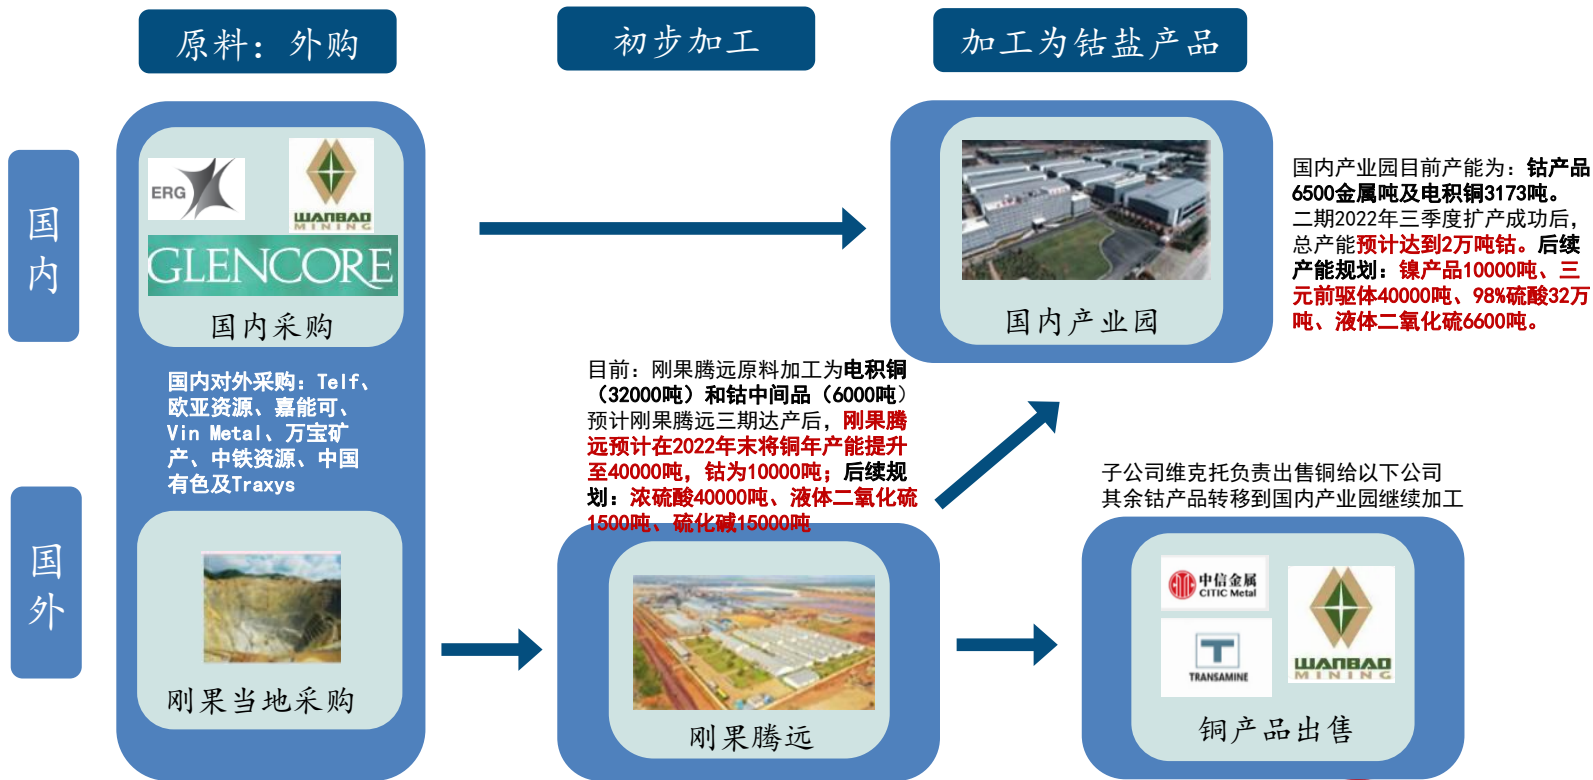 原料：外购
初步加工
加工为钴盐产品
国内
国外
ERG
WANBAO
MINING
GLENCORE
国内采购
国内对外采购：Telf、
欧亚资源、嘉能可、
Vin Metal、万宝矿
产、中铁资源、中国
有色及Traxys
刚果当地采购
目前：刚果腾远原料加工为电积铜
（32000吨）和钴中间品（6000吨）
预计刚果腾远三期达产后，刚果腾
远预计在2022年末将铜年产能提升
至40000吨，钴为10000吨；后续规
划：浓硫酸40000吨、液体二氧化硫
1500吨、硫化碱15000吨
刚果腾远
国内产业园
国内产业园目前产能为：钴产品
6500金属吨及电积铜3173吨。
二期2022年三季度扩产成功后，
总产能预计达到2万吨钴。后续
产能规划：镍产品10000吨、三
元前驱体40000吨、98%硫酸32万
吨、液体二氧化硫6600吨。
子公司维克托负责出售铜给以下公司
其余钴产品转移到国内产业园继续加工
中信金属
CITIC Metal
TRANSAMINE
WANBAO
MINING
铜产品出售